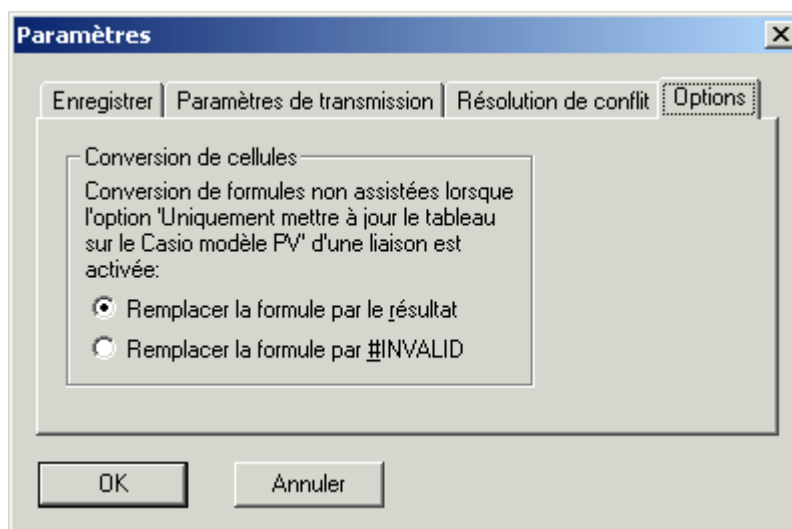 Paramètres
Enregistrer Paramètres de transmission Résolution de conflit Options
Conversion de cellules
Conversion de formules non assistées lorsque
l'option 'Uniquement mettre à jour le tableau
sur le Casio modèle PV' d'une liaison est
activée:
Remplacer la formule par le résultat
Remplacer la formule par #INVALID
OK Annuler